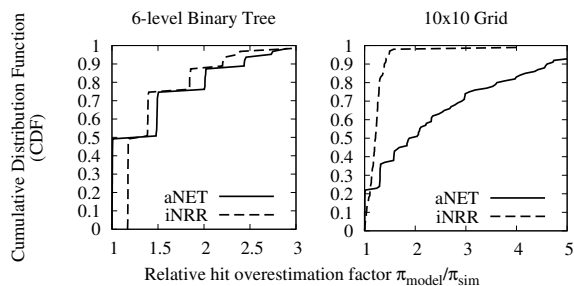 6-level Binary Tree
10x10 Grid
Cumulative Distribution Function
(CDF)
1
0.9
0.8
0.7
0.6
0.5
0.4
0.3
0.2
0.1
0
aNET
iNRR
1 1.5 2 2.5 3
1
0.9
0.8
0.7
0.6
0.5
0.4
0.3
0.2
0.1
0
aNET
iNRR
1 2 3 4 5
Relative hit overestimation factor π_model/π_sim